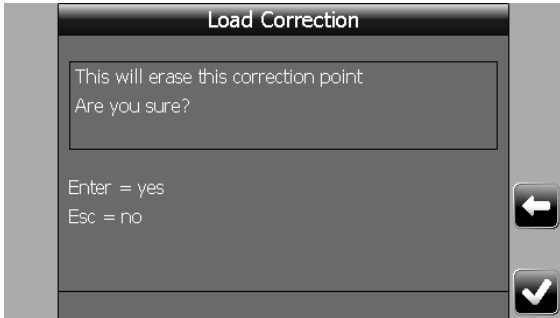 Load Correction
This will erase this correction point
Are you sure?
Enter = yes
Esc = no